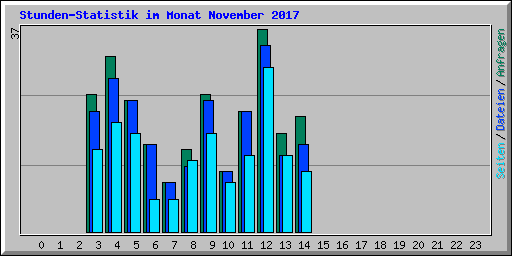 Stunden-Statistik im Monat November 2017
37
Seiten / Dateien / Anfragen
0 1 2 3 4 5 6 7 8 9 10 11 12 13 14 15 16 17 18 19 20 21 22 23